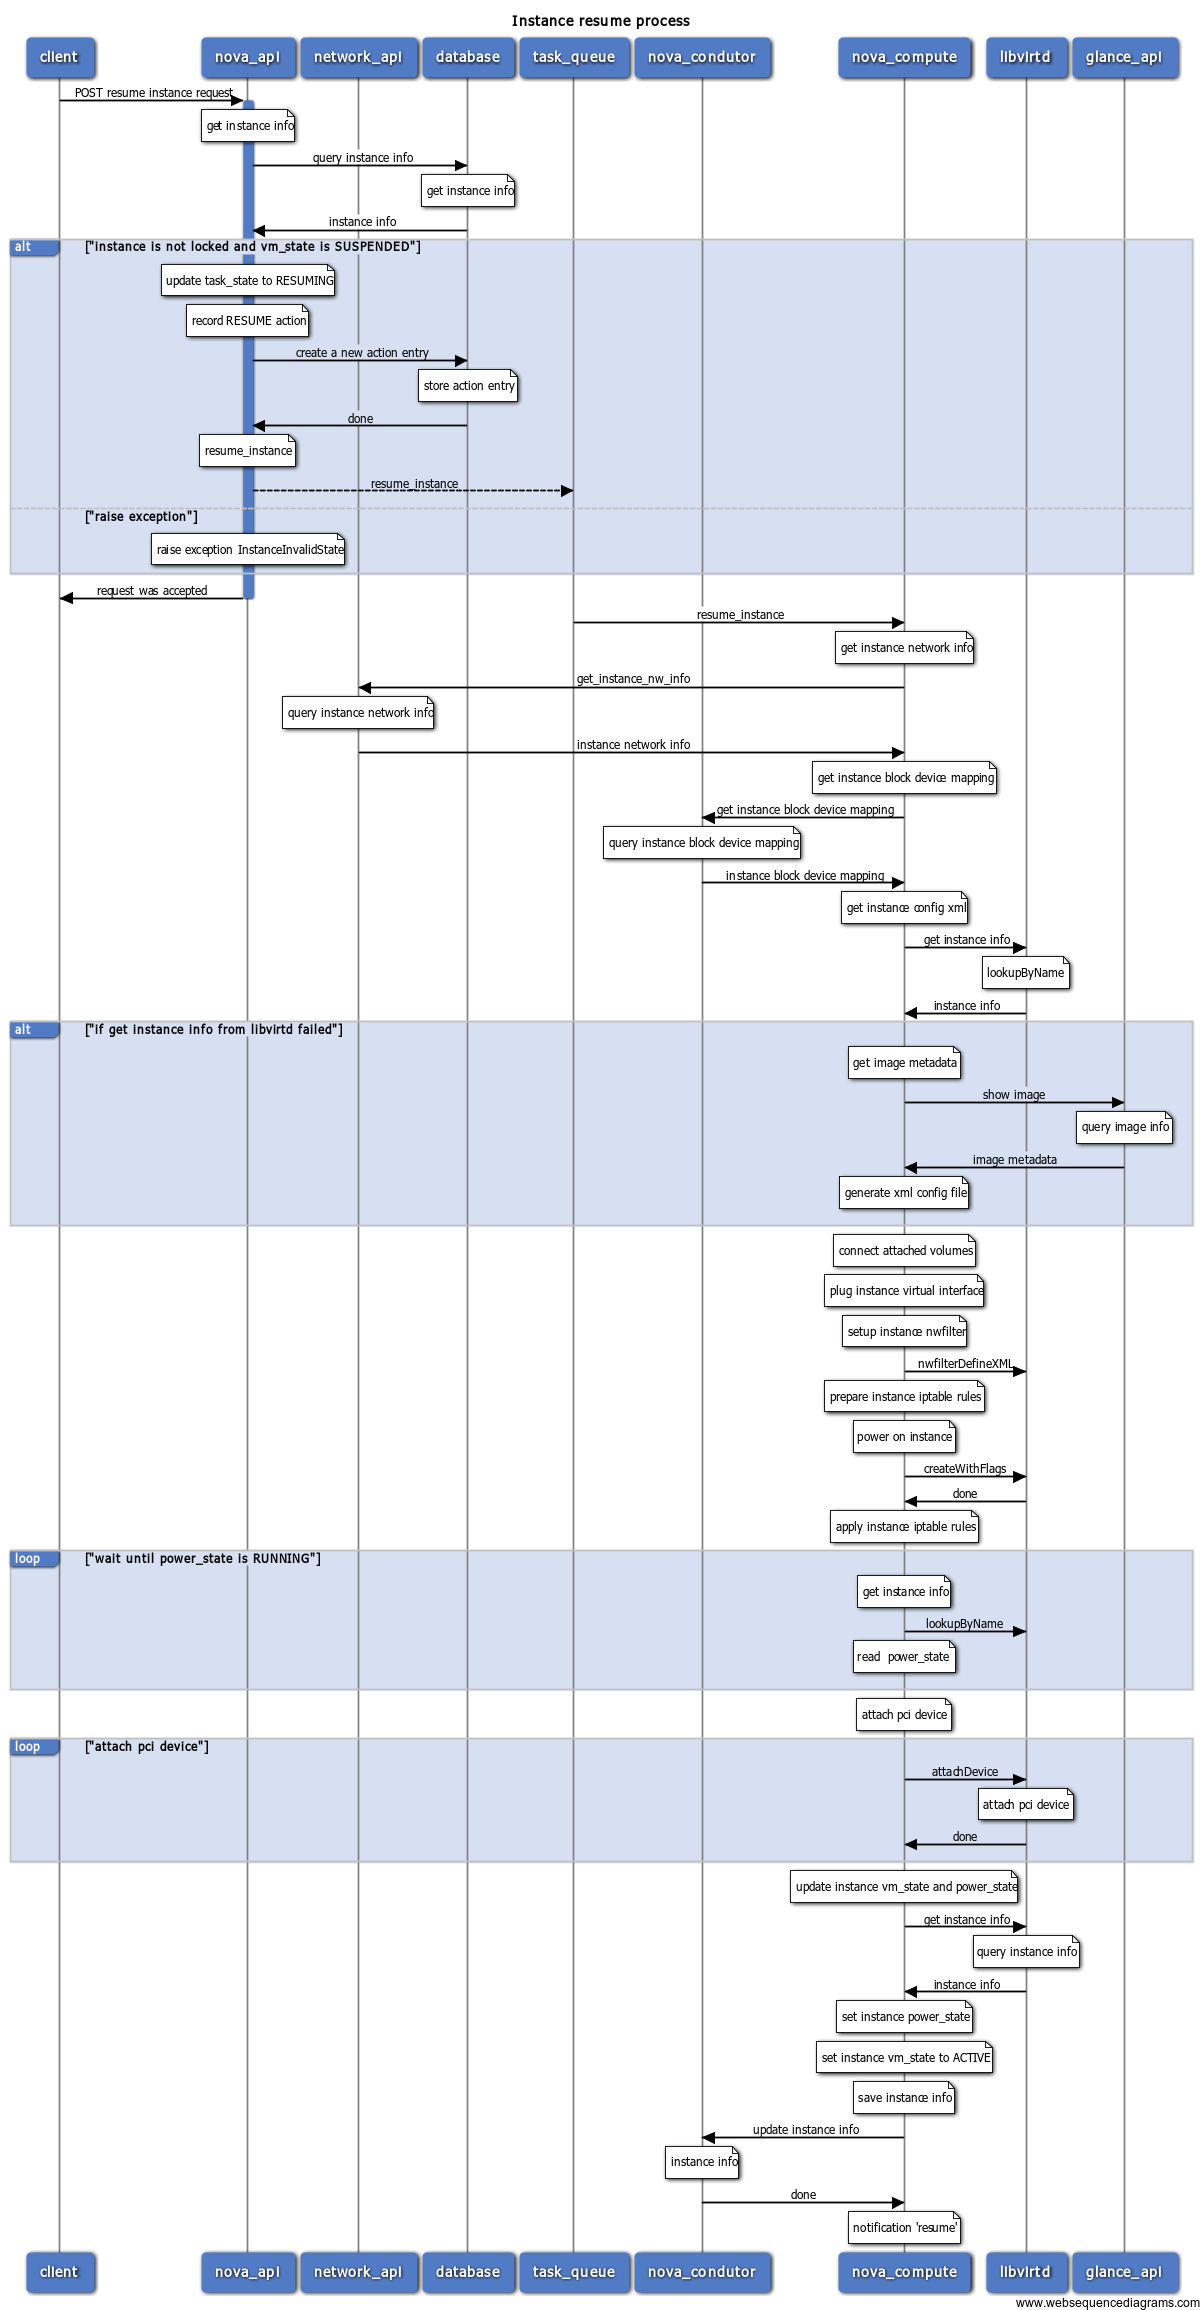 Instance resume process
client nova_api network_api database task_queue nova_condutor nova_compute libvirtd glance_api
POST resume instance request
get instance info
query instance info
get instance info
instance info
alt ["instance is not locked and vm_state is SUSPENDED"]
update task_state to RESUMING
record RESUME action
create a new action entry
store action entry
done
resume_instance
resume_instance
["raise exception"]
raise exception InstanceInvalidState
request was accepted
resume_instance
get instance network info
get_instance_nw_info
query instance network info
instance network info
get instance block device mapping
get instance block device mapping
query instance block device mapping
instance block device mapping
get instance config xml
get instance info
lookupByName
instance info
alt ["if get instance info from libvirtd failed"]
get image metadata
show image
query image info
image metadata
generate xml config file
connect attached volumes
plug instance virtual interface
setup instance nwfilter
nwfilterDefineXML
prepare instance iptable rules
power on instance
createWithFlags
done
apply instance iptable rules
loop ["wait until power_state is RUNNING"]
get instance info
lookupByName
read power_state
attach pci device
loop ["attach pci device"]
attachDevice
attach pci device
done
update instance vm_state and power_state
get instance info
query instance info
instance info
set instance power_state
set instance vm_state to ACTIVE
save instance info
update instance info
instance info
done
notification 'resume'
client nova_api network_api database task_queue nova_condutor nova_compute libvirtd glance_api
www.websequencediagrams.com